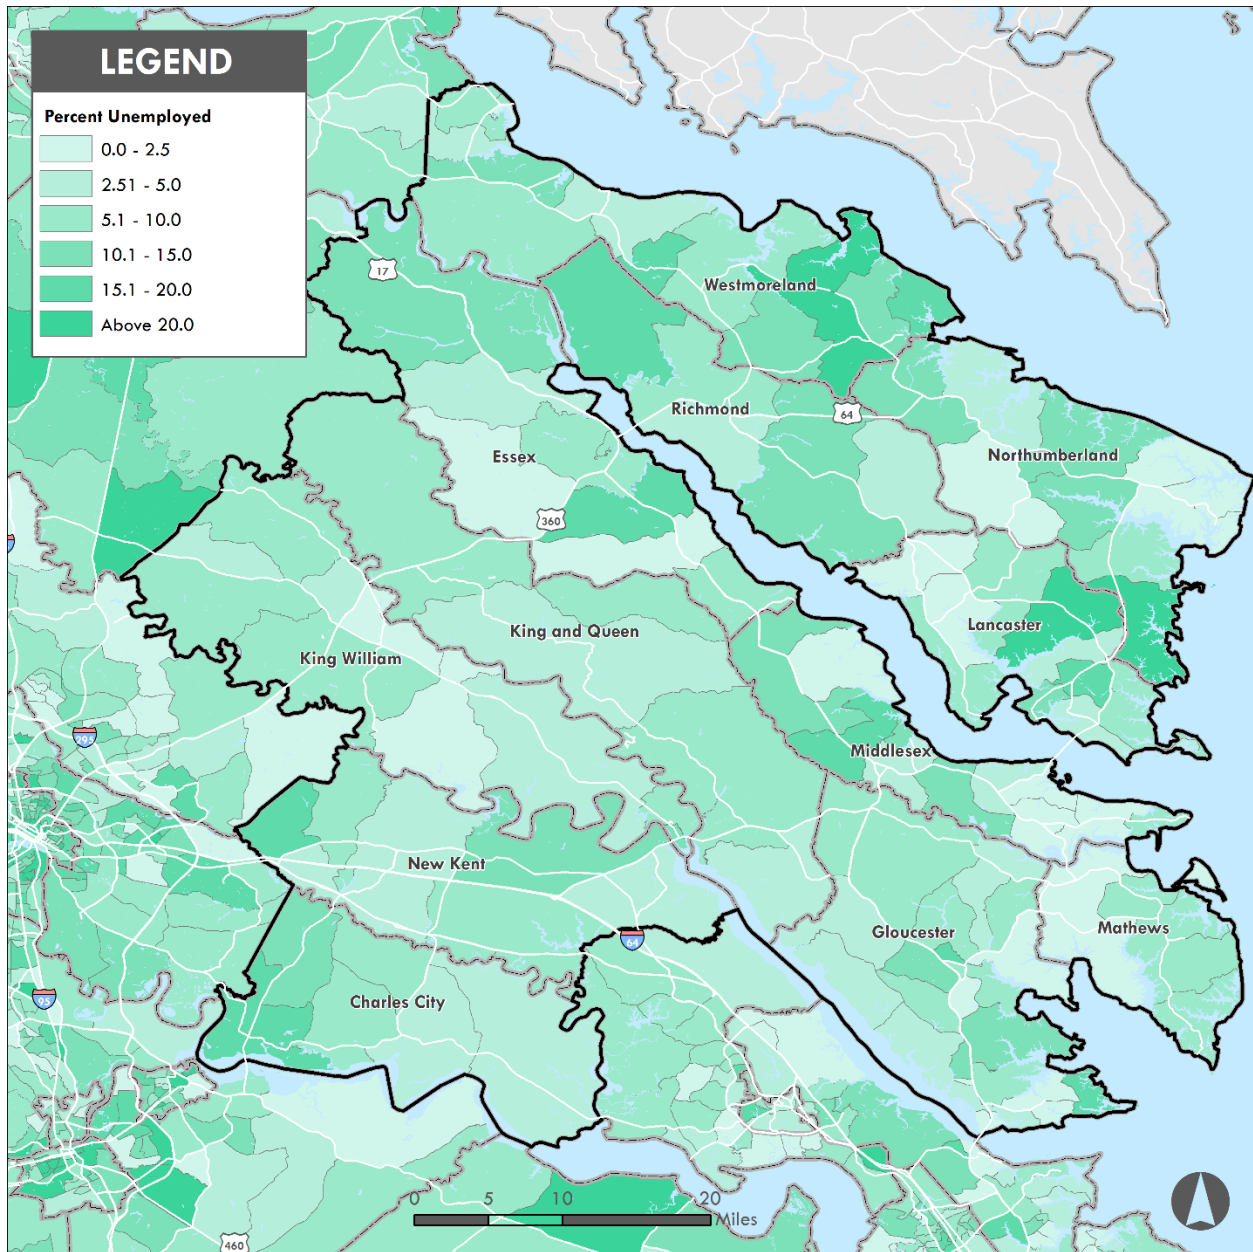 LEGEND
Percent Unemployed
0.0 - 2.5
2.51 - 5.0
5.1 - 10.0
10.1 - 15.0
15.1 - 20.0
Above 20.0
17
Westmoreland
Richmond
64
Essex
Northumberland
360
Lancaster
King and Queen
King William
295
Middlesex
New Kent
Gloucester
Mathews
64
95
Charles City
0 5 10 20
Miles
460